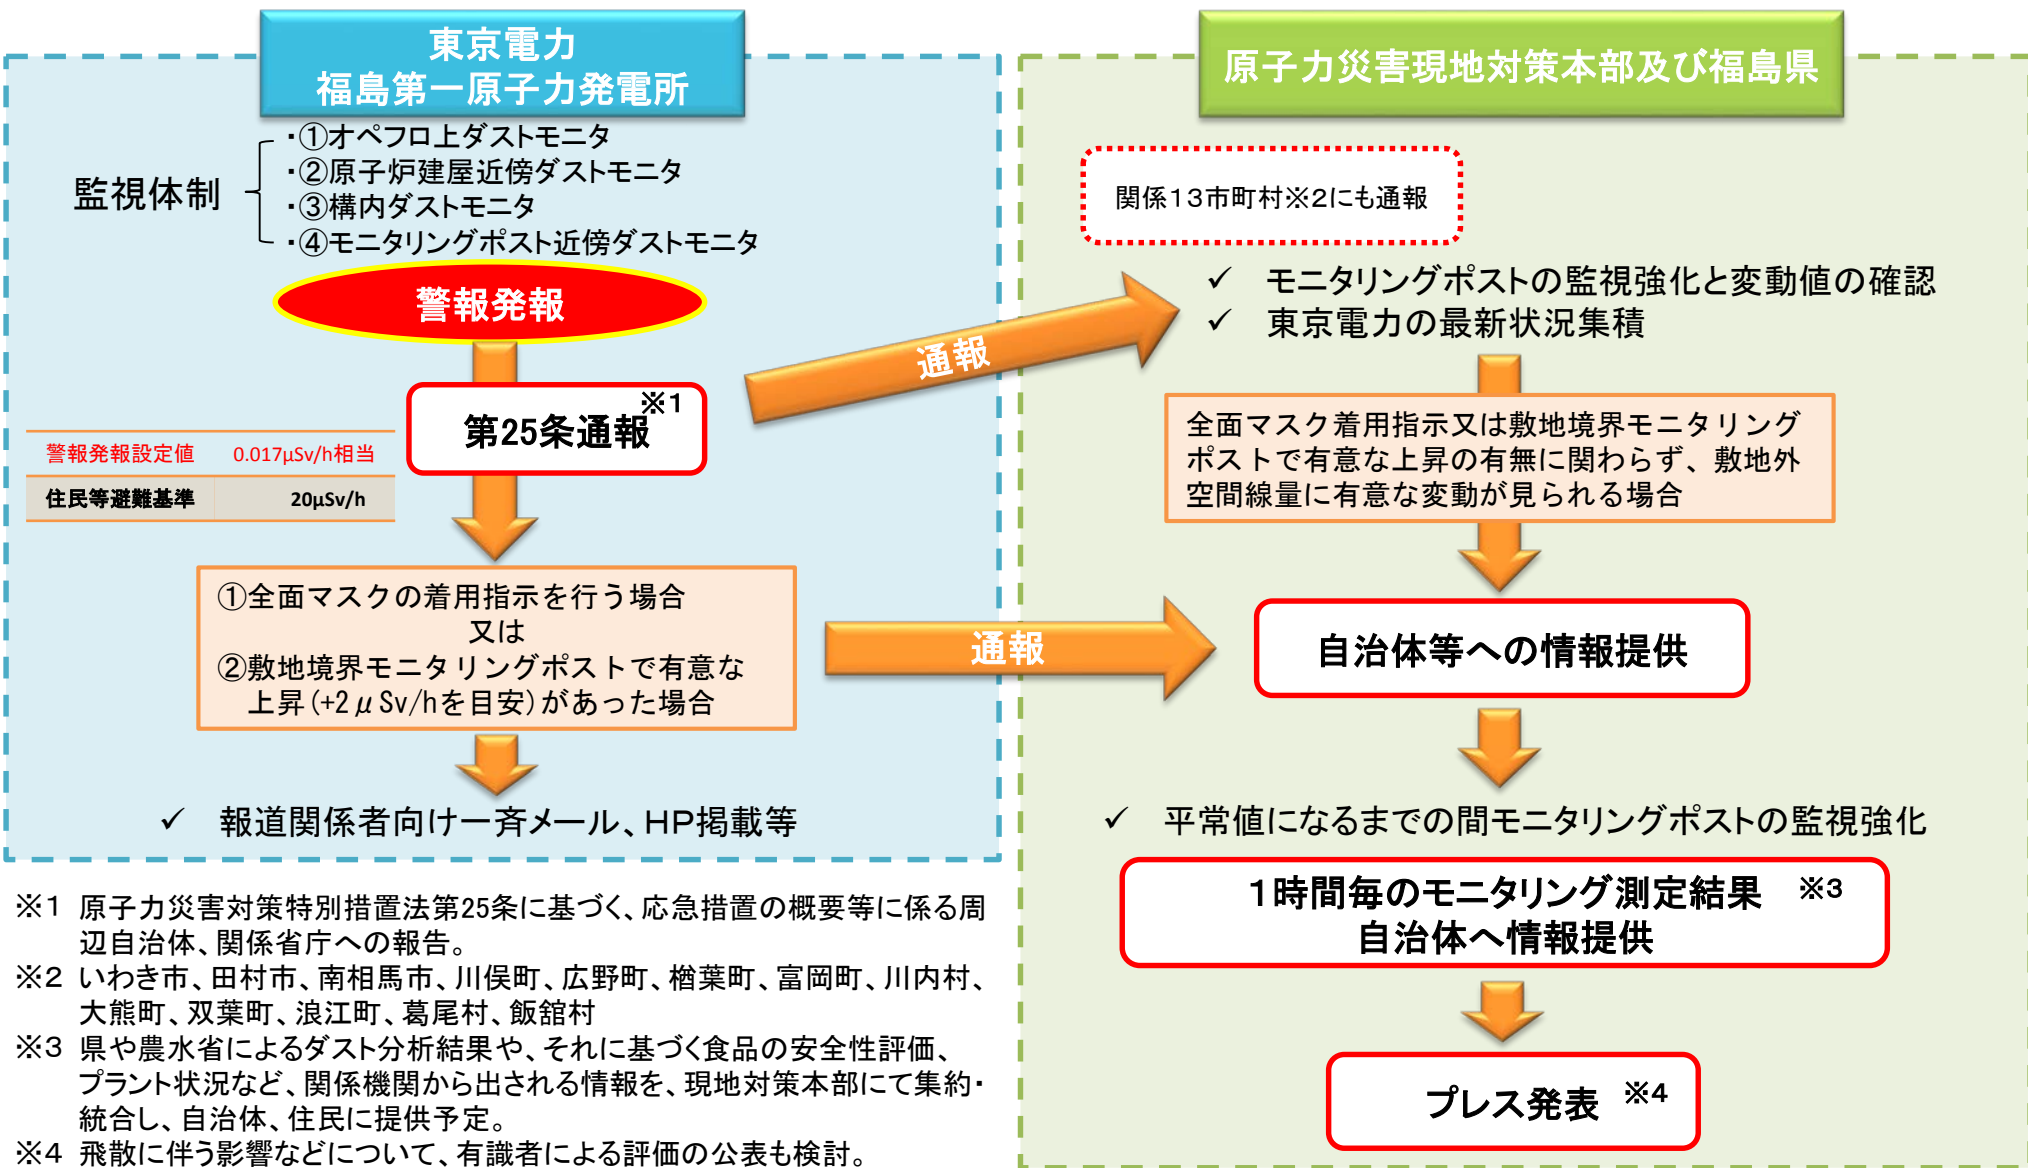 東京電力
福島第一原子力発電所
監視体制
・①オペフロ上ダストモニタ
・②原子炉建屋近傍ダストモニタ
・③構内ダストモニタ
・④モニタリングポスト近傍ダストモニタ
警報発報
第25条通報※1
警報発報設定値 0.017μSv/h相当
住民等避難基準 20μSv/h
①全面マスクの着用指示を行う場合
又は
②敷地境界モニタリングポストで有意な
上昇(+2μSv/hを目安)があった場合
✓ 報道関係者向け一斉メール、HP掲載等
通報
通報
原子力災害現地対策本部及び福島県
関係13市町村※2にも通報
✓ モニタリングポストの監視強化と変動値の確認
✓ 東京電力の最新状況集積
全面マスク着用指示又は敷地境界モニタリング
ポストで有意な上昇の有無に関わらず、敷地外
空間線量に有意な変動が見られる場合
自治体等への情報提供
✓ 平常値になるまでの間モニタリングポストの監視強化
1時間毎のモニタリング測定結果 ※3
自治体へ情報提供
プレス発表 ※4
※1 原子力災害対策特別措置法第25条に基づく、応急措置の概要等に係る周
辺自治体、関係省庁への報告。
※2 いわき市、田村市、南相馬市、川俣町、広野町、楢葉町、富岡町、川内村、
大熊町、双葉町、浪江町、葛尾村、飯舘村
※3 県や農水省によるダスト分析結果や、それに基づく食品の安全性評価、
プラント状況など、関係機関から出される情報を、現地対策本部にて集約・
統合し、自治体、住民に提供予定。
※4 飛散に伴う影響などについて、有識者による評価の公表も検討。